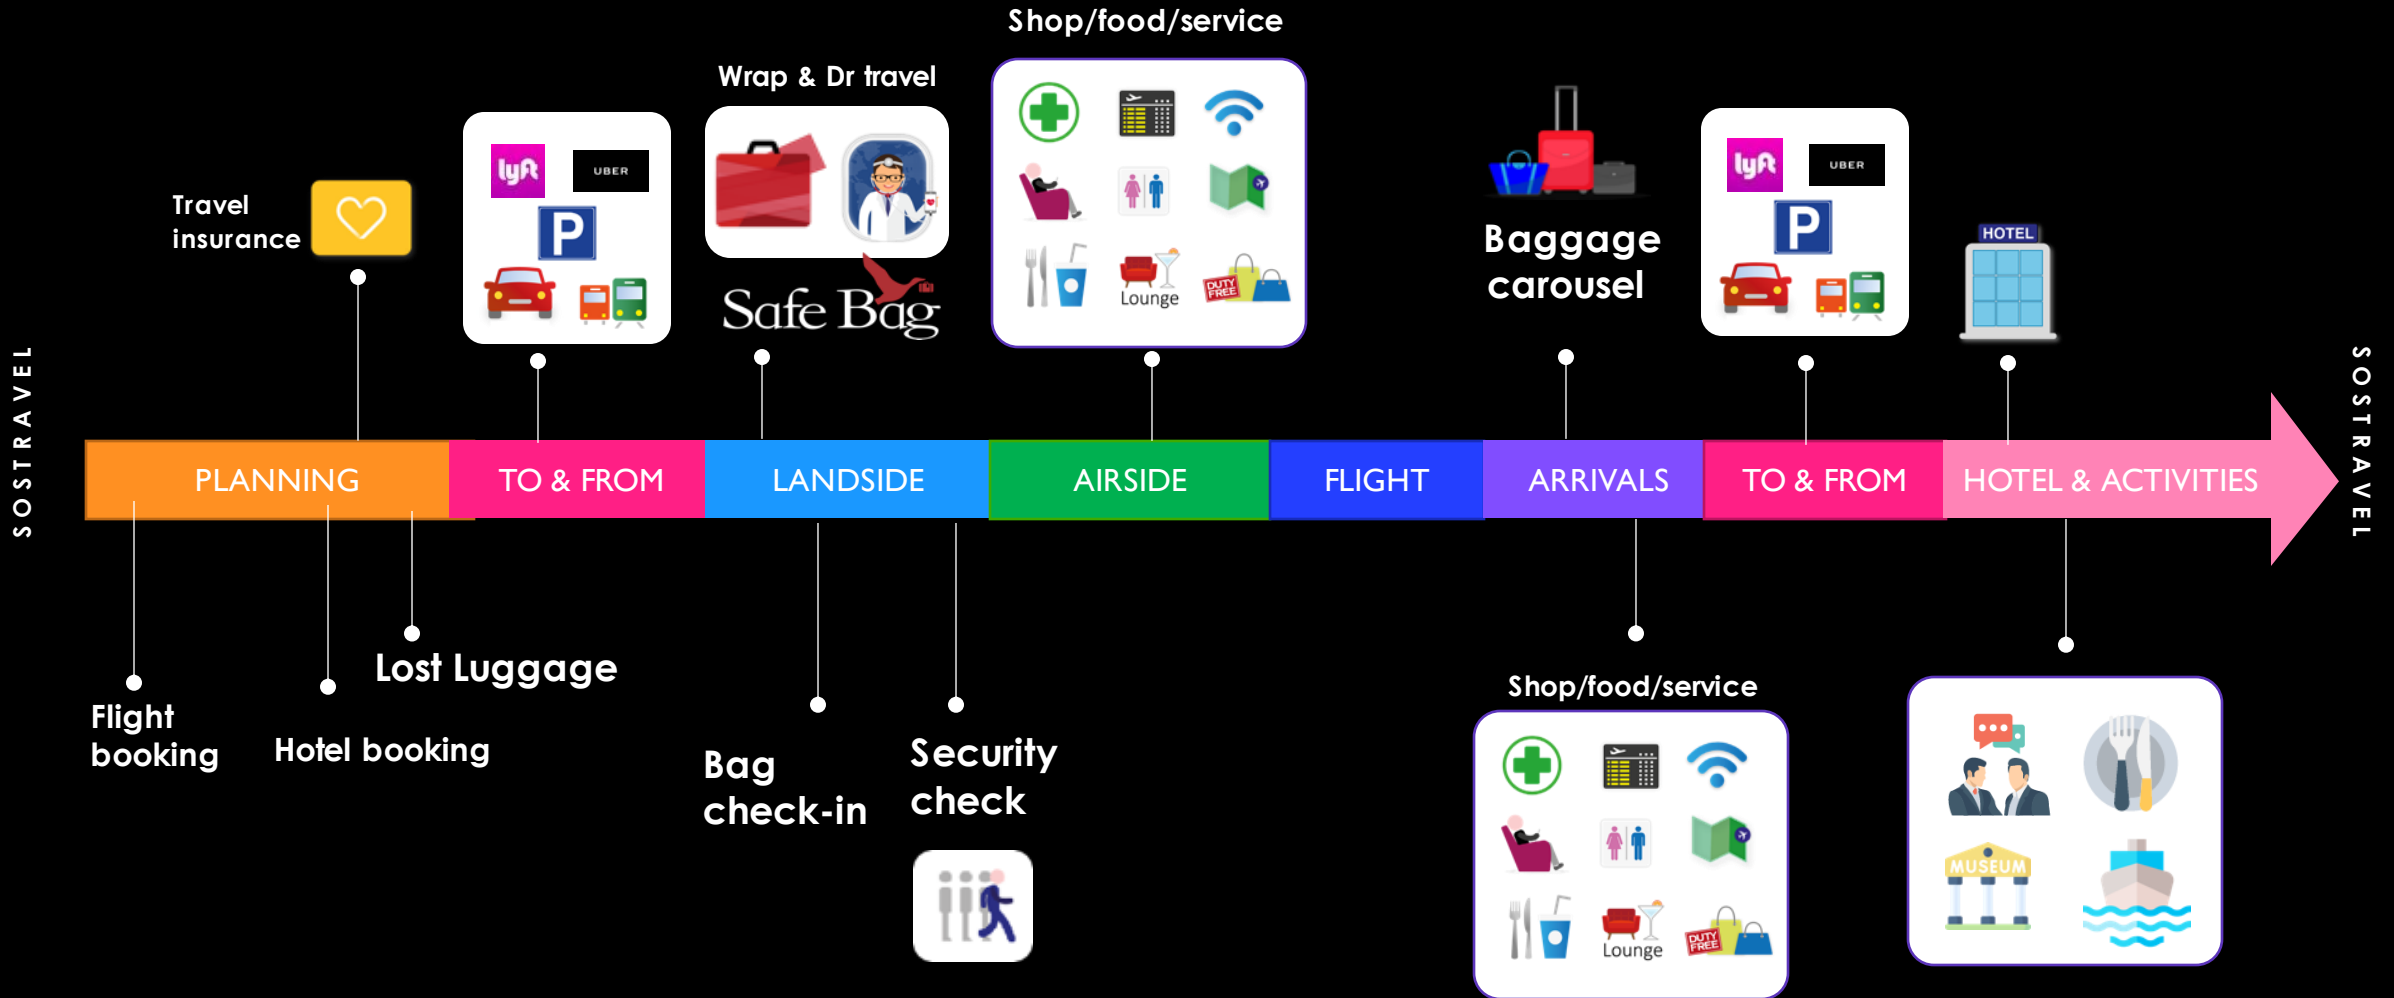 Shop/food/service
Wrap & Dr travel
Travel
insurance
lyft
UBER
P
Safe Bag
Lounge
DUTY
FREE
Baggage
carousel
lyft
UBER
P
HOTEL
SOSTRAVEL
PLANNING
TO & FROM
LANDSIDE
AIRSIDE
FLIGHT
ARRIVALS
TO & FROM
HOTEL & ACTIVITIES
SOSTRAVEL
Lost Luggage
Flight
booking
Hotel booking
Bag
check-in
Security
check
Shop/food/service
Lounge
DUTY
FREE
MUSEUM